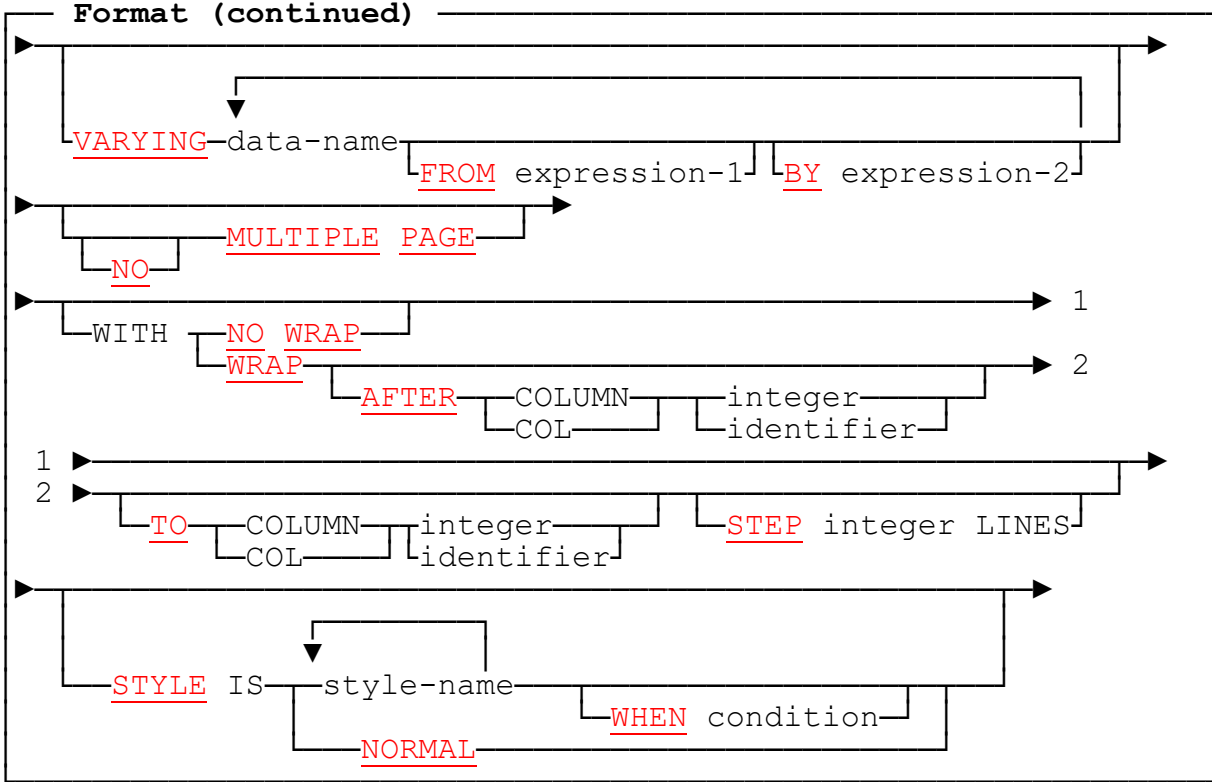 Format (continued)
VARYING data-name
FROM expression-1 BY expression-2
MULTIPLE PAGE
NO
1
WITH NO WRAP
WRAP 2
AFTER COLUMN integer
COL identifier
1
2
TO COLUMN integer STEP integer LINES
COL identifier
STYLE IS style-name
WHEN condition
NORMAL